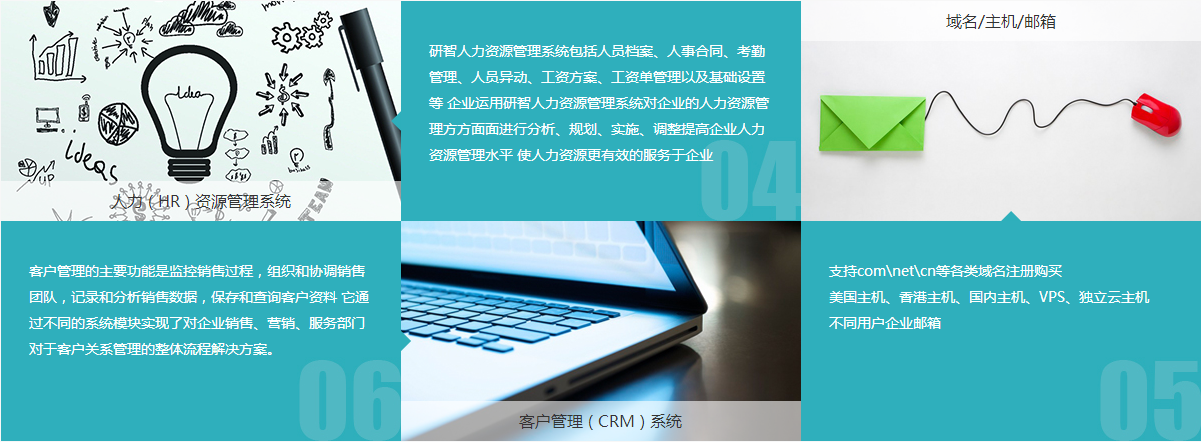 Idea
ideas
UP
business
TEAM
人力（HR）资源管理系统
研智人力资源管理系统包括人员档案、人事合同、考勤
管理、人员异动、工资方案、工资单管理以及基础设置
等 企业运用研智人力资源管理系统对企业的人力资源管
理方方面面进行分析、规划、实施、调整提高企业人力
资源管理水平 使人力资源更有效的服务于企业
04
域名/主机/邮箱
客户管理的主要功能是监控销售过程，组织和协调销售
团队，记录和分析销售数据，保存和查询客户资料 它通
过不同的系统模块实现了对企业销售、营销、服务部门
对于客户关系管理的整体流程解决方案。
06
客户管理（CRM）系统
支持com\net\cn等各类域名注册购买
美国主机、香港主机、国内主机、VPS、独立云主机
不同用户企业邮箱
05